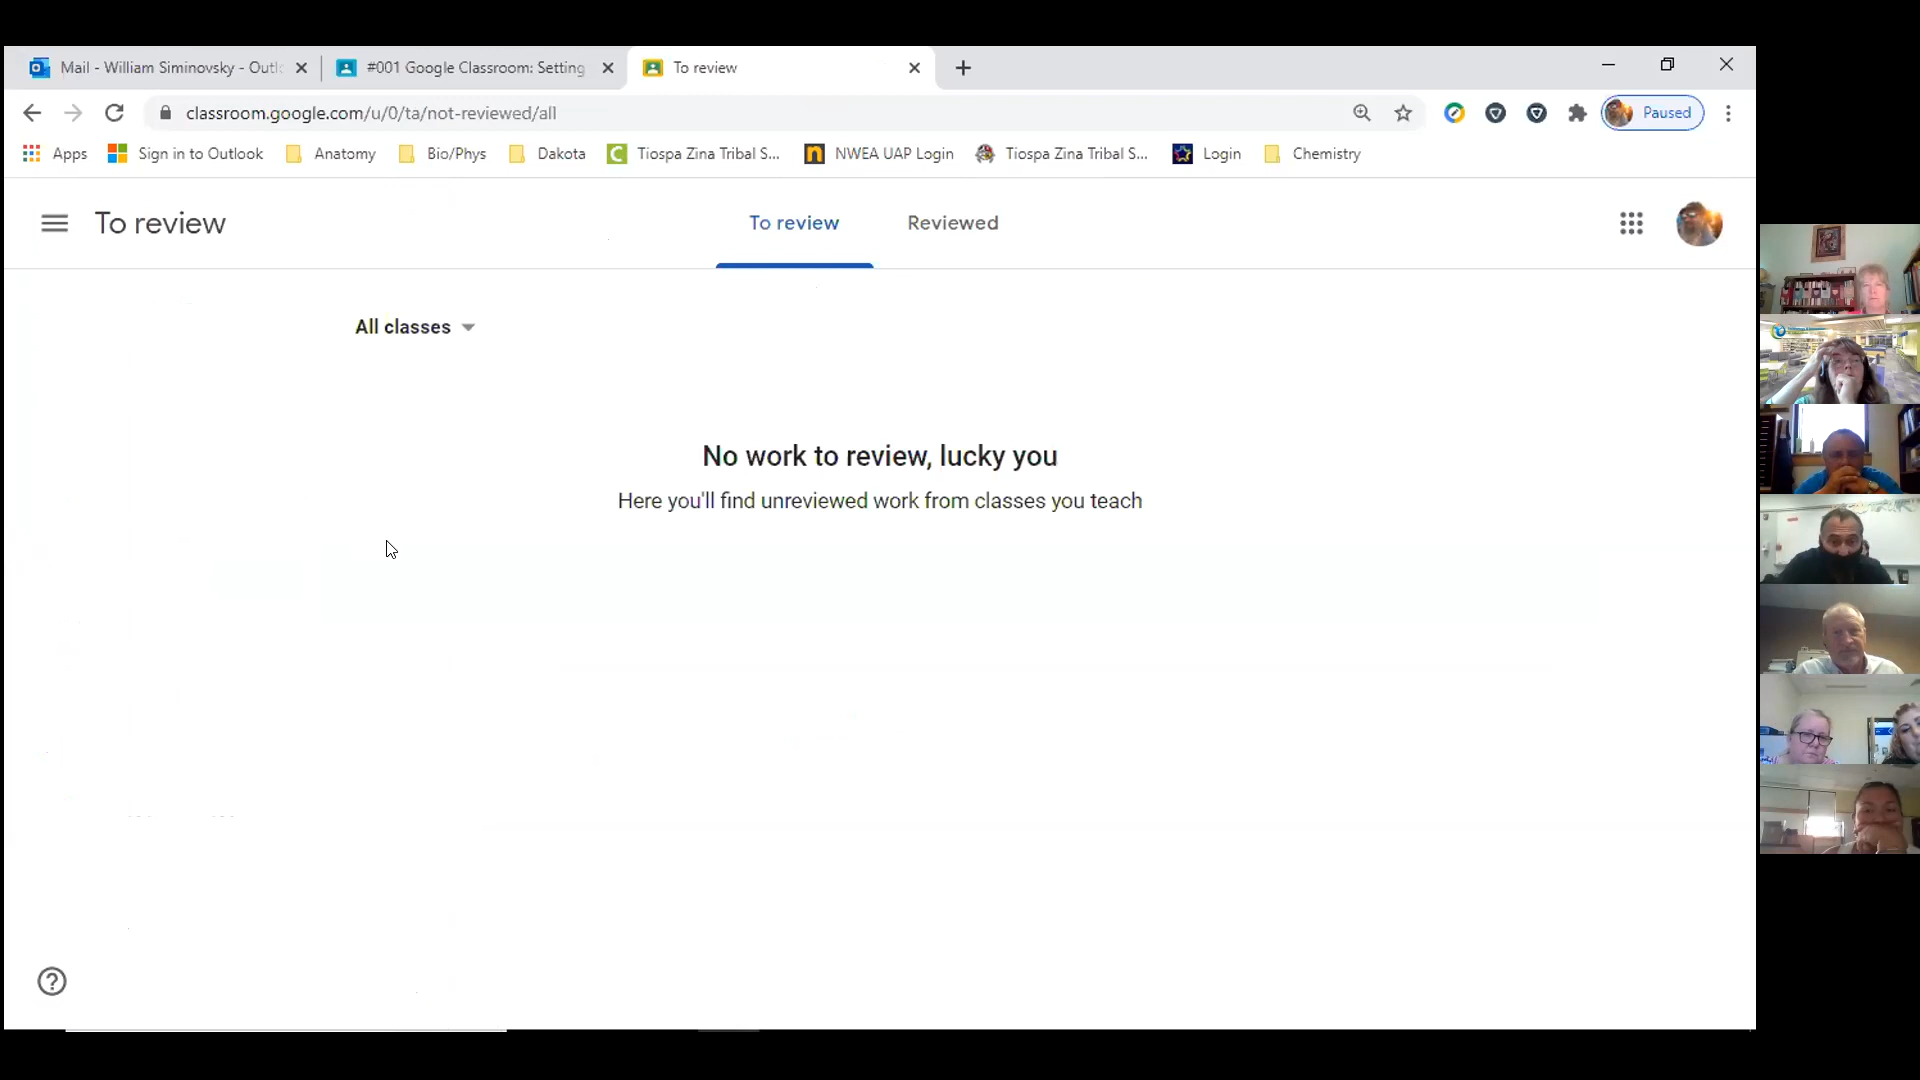 Mail - William Siminovsky - Outl
#001 Google Classroom: Setting
To review
classroom.google.com/u/0/ta/not-reviewed/all
Paused
Apps
Sign in to Outlook
Anatomy
Bio/Phys
Dakota
Tiospa Zina Tribal S...
NWEA UAP Login
Tiospa Zina Tribal S...
Login
Chemistry
To review
To review
Reviewed
All classes
No work to review, lucky you
Here you'll find unreviewed work from classes you teach